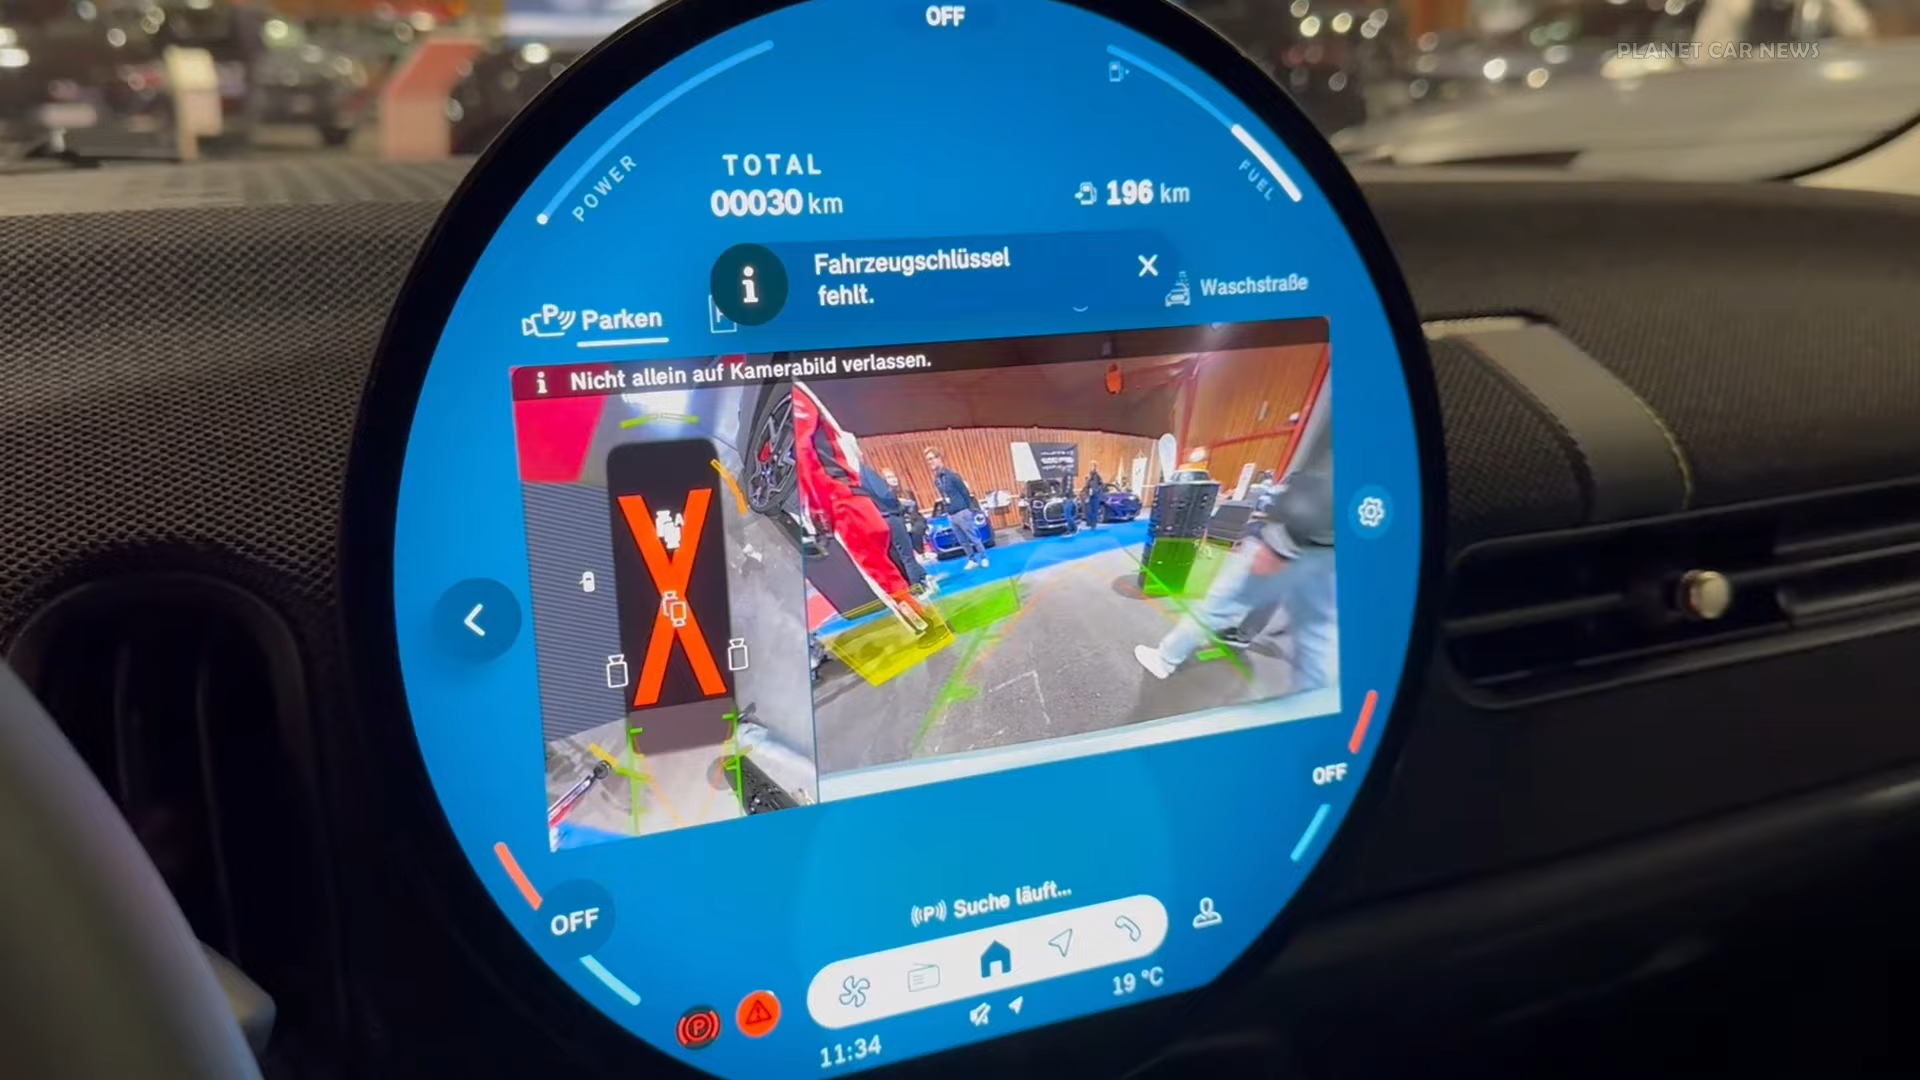 OFF
PLANET CAR NEWS
POWER
TOTAL
00030 km
196 km
FUEL
Fahrzeugschlüssel
fehlt.
Waschstraße
Parken
Nicht allein auf Kamerabild verlassen.
OFF
OFF
Suche läuft...
19 °C
11:34